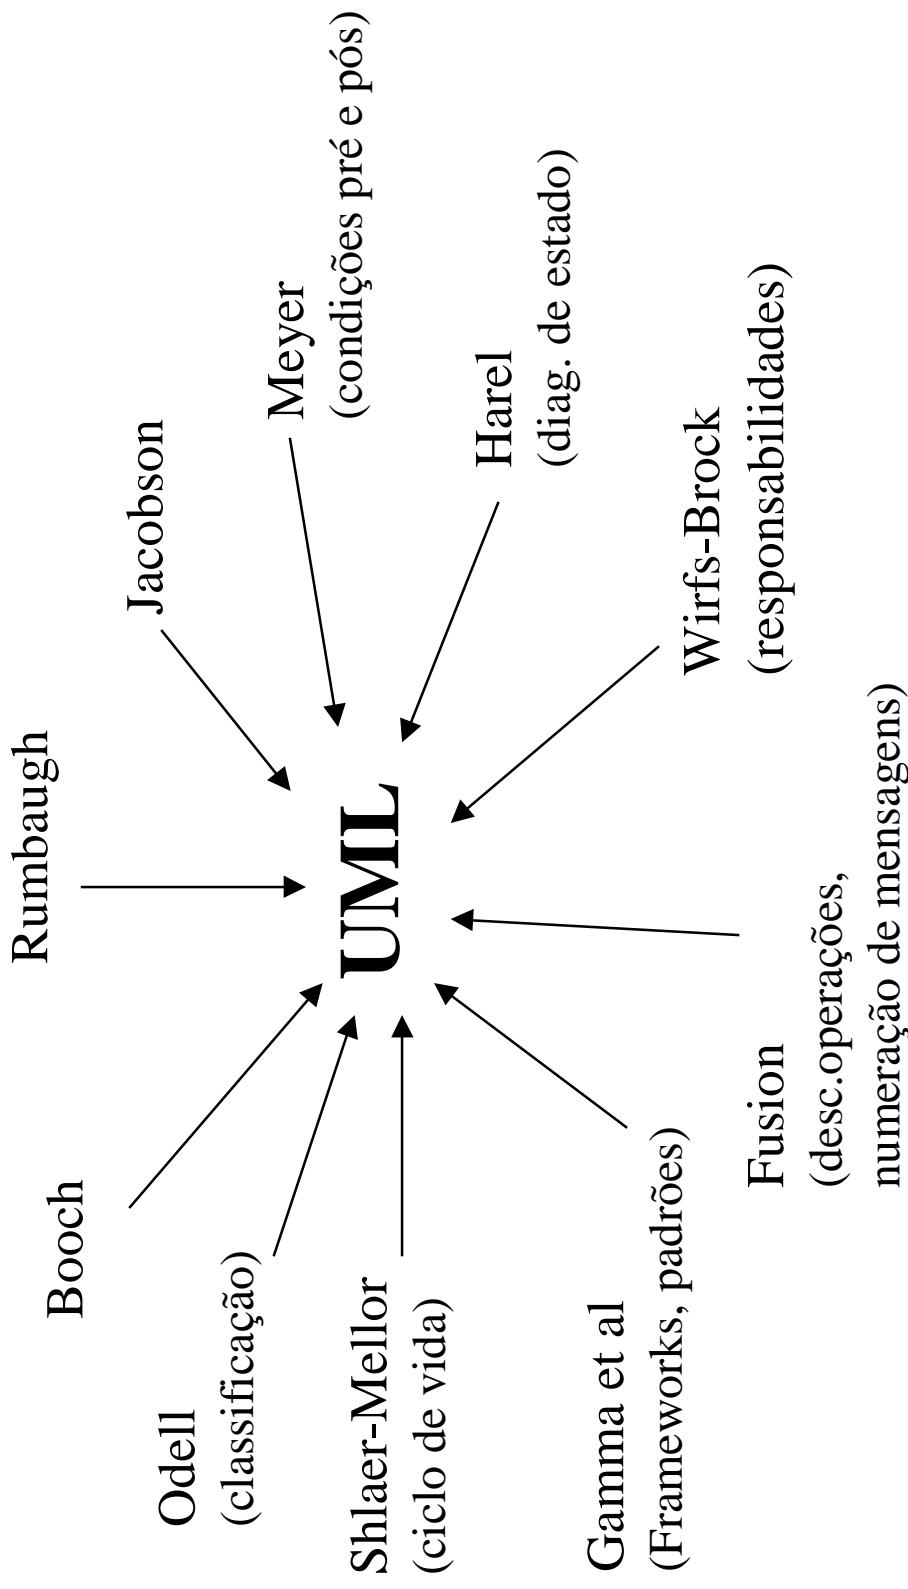 Rumbaugh
Booch
Jacobson
Odell
(classificação)
Meyer
(condições pré e pós)
Shlaer-Mellor
(ciclo de vida)
UML
Harel
(diag. de estado)
Gamma et al
(Frameworks, padrões)
Wirfs-Brock
(responsabilidades)
Fusion
(desc.operações,
numeração de mensagens)